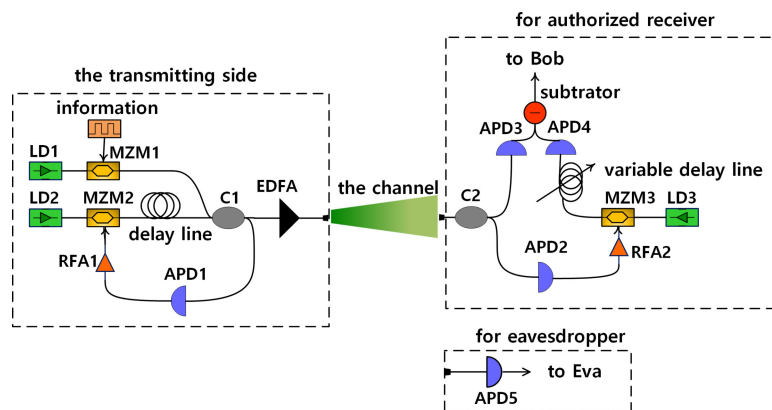 for authorized receiver
to Bob
the transmitting side
subtrator
information
APD3
APD4
LD1
MZM1
variable delay line
EDFA
the channel
LD2
MZM2
C1
C2
MZM3
LD3
delay line
RFA1
APD1
APD2
RFA2
for eavesdropper
to Eva
APD5